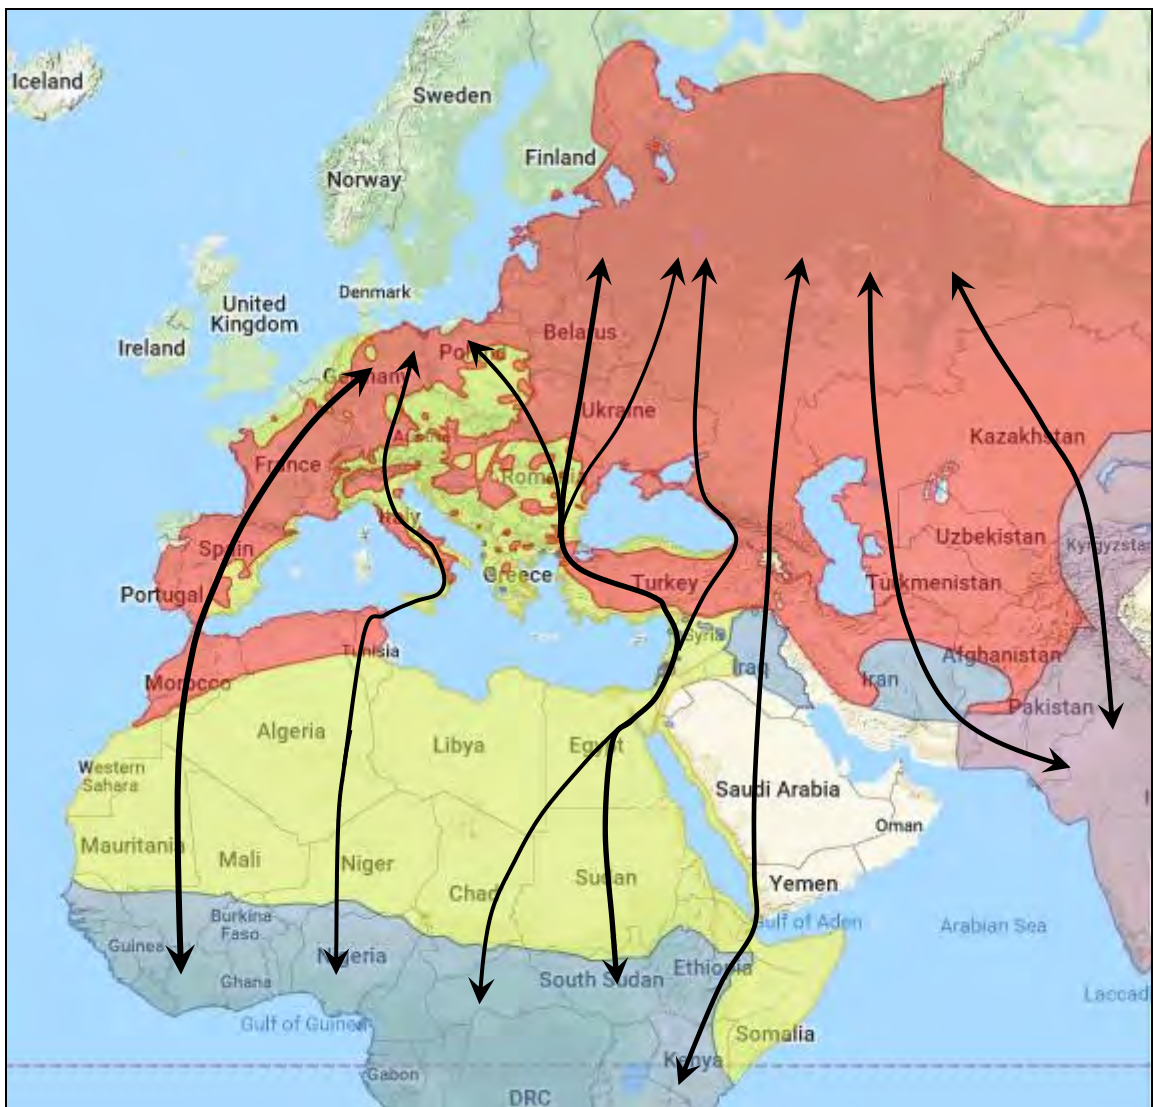 Iceland
Sweden
Finland
Norway
Denmark
United
Kingdom
Ireland
Belarus
Poland
Germany
Ukraine
Kazakhstan
Austria
France
Romania
Italy
Uzbekistan
Kyrgyzstan
Spain
Greece
Turkey
Turkmenistan
Portugal
Syria
Tunisia
Afghanistan
Iraq
Iran
Morocco
Pakistan
Algeria
Libya
Egypt
Western
Sahara
Saudi Arabia
Oman
Mauritania
Mali
Niger
Chad
Sudan
Yemen
Gulf of Aden
Arabian Sea
Burkina
Faso
Guinea
Nigeria
Ghana
South Sudan
Ethiopia
Laccad
Gulf of Guinea
Somalia
Kenya
Gabon
DRC